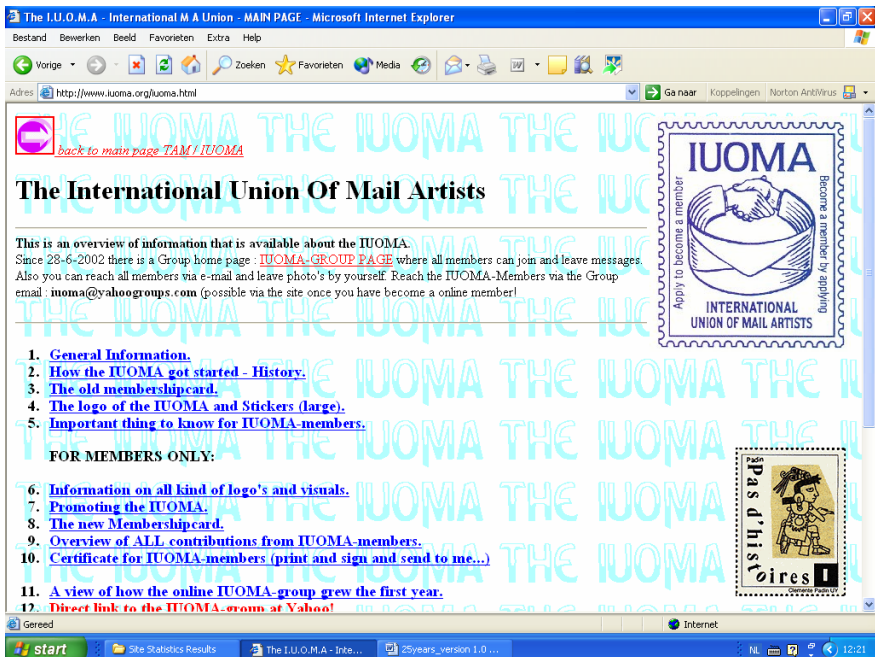 The I.U.O.M.A - International M A Union - MAIN PAGE - Microsoft Internet Explorer
Bestand Bewerken Beeld Favorieten Extra Help
Vorige Zoeken Favorieten Media
Adres http://www.iuoma.org/iuoma.html Ga naar Koppelingen Norton AntiVirus
back to main page TAM / IUOMA
The International Union Of Mail Artists
This is an overview of information that is available about the IUOMA.
Since 28-6-2002 there is a Group home page : IUOMA-GROUP PAGE where all members can join and leave messages.
Also you can reach all members via e-mail and leave photo's by yourself. Reach the IUOMA-Members via the Group
email : iuoma@yahoogroups.com (possible via the site once you have become a online member!
IUOMA
Apply to become a member
Become a member by applying
INTERNATIONAL
UNION OF MAIL ARTISTS
1. General Information.
2. How the IUOMA got started - History.
3. The old membershipcard.
4. The logo of the IUOMA and Stickers (large).
5. Important thing to know for IUOMA-members.
FOR MEMBERS ONLY:
6. Information on all kind of logo's and visuals.
7. Promoting the IUOMA.
8. The new Membershipcard.
9. Overview of ALL contributions from IUOMA-members.
10. Certificate for IUOMA-members (print and sign and send to me...)
11. A view of how the online IUOMA-group grew the first year.
12. Direct link to the IUOMA-group at Yahoo!
Padin
Pas d'histoires 1
Clemente Padin UY
THE IUOMA THE IUOMA THE IUOMA
Gereed Internet
start Site Statistics Results The I.U.O.M.A - Inte... 25years_version 1.0 ... NL 12:21